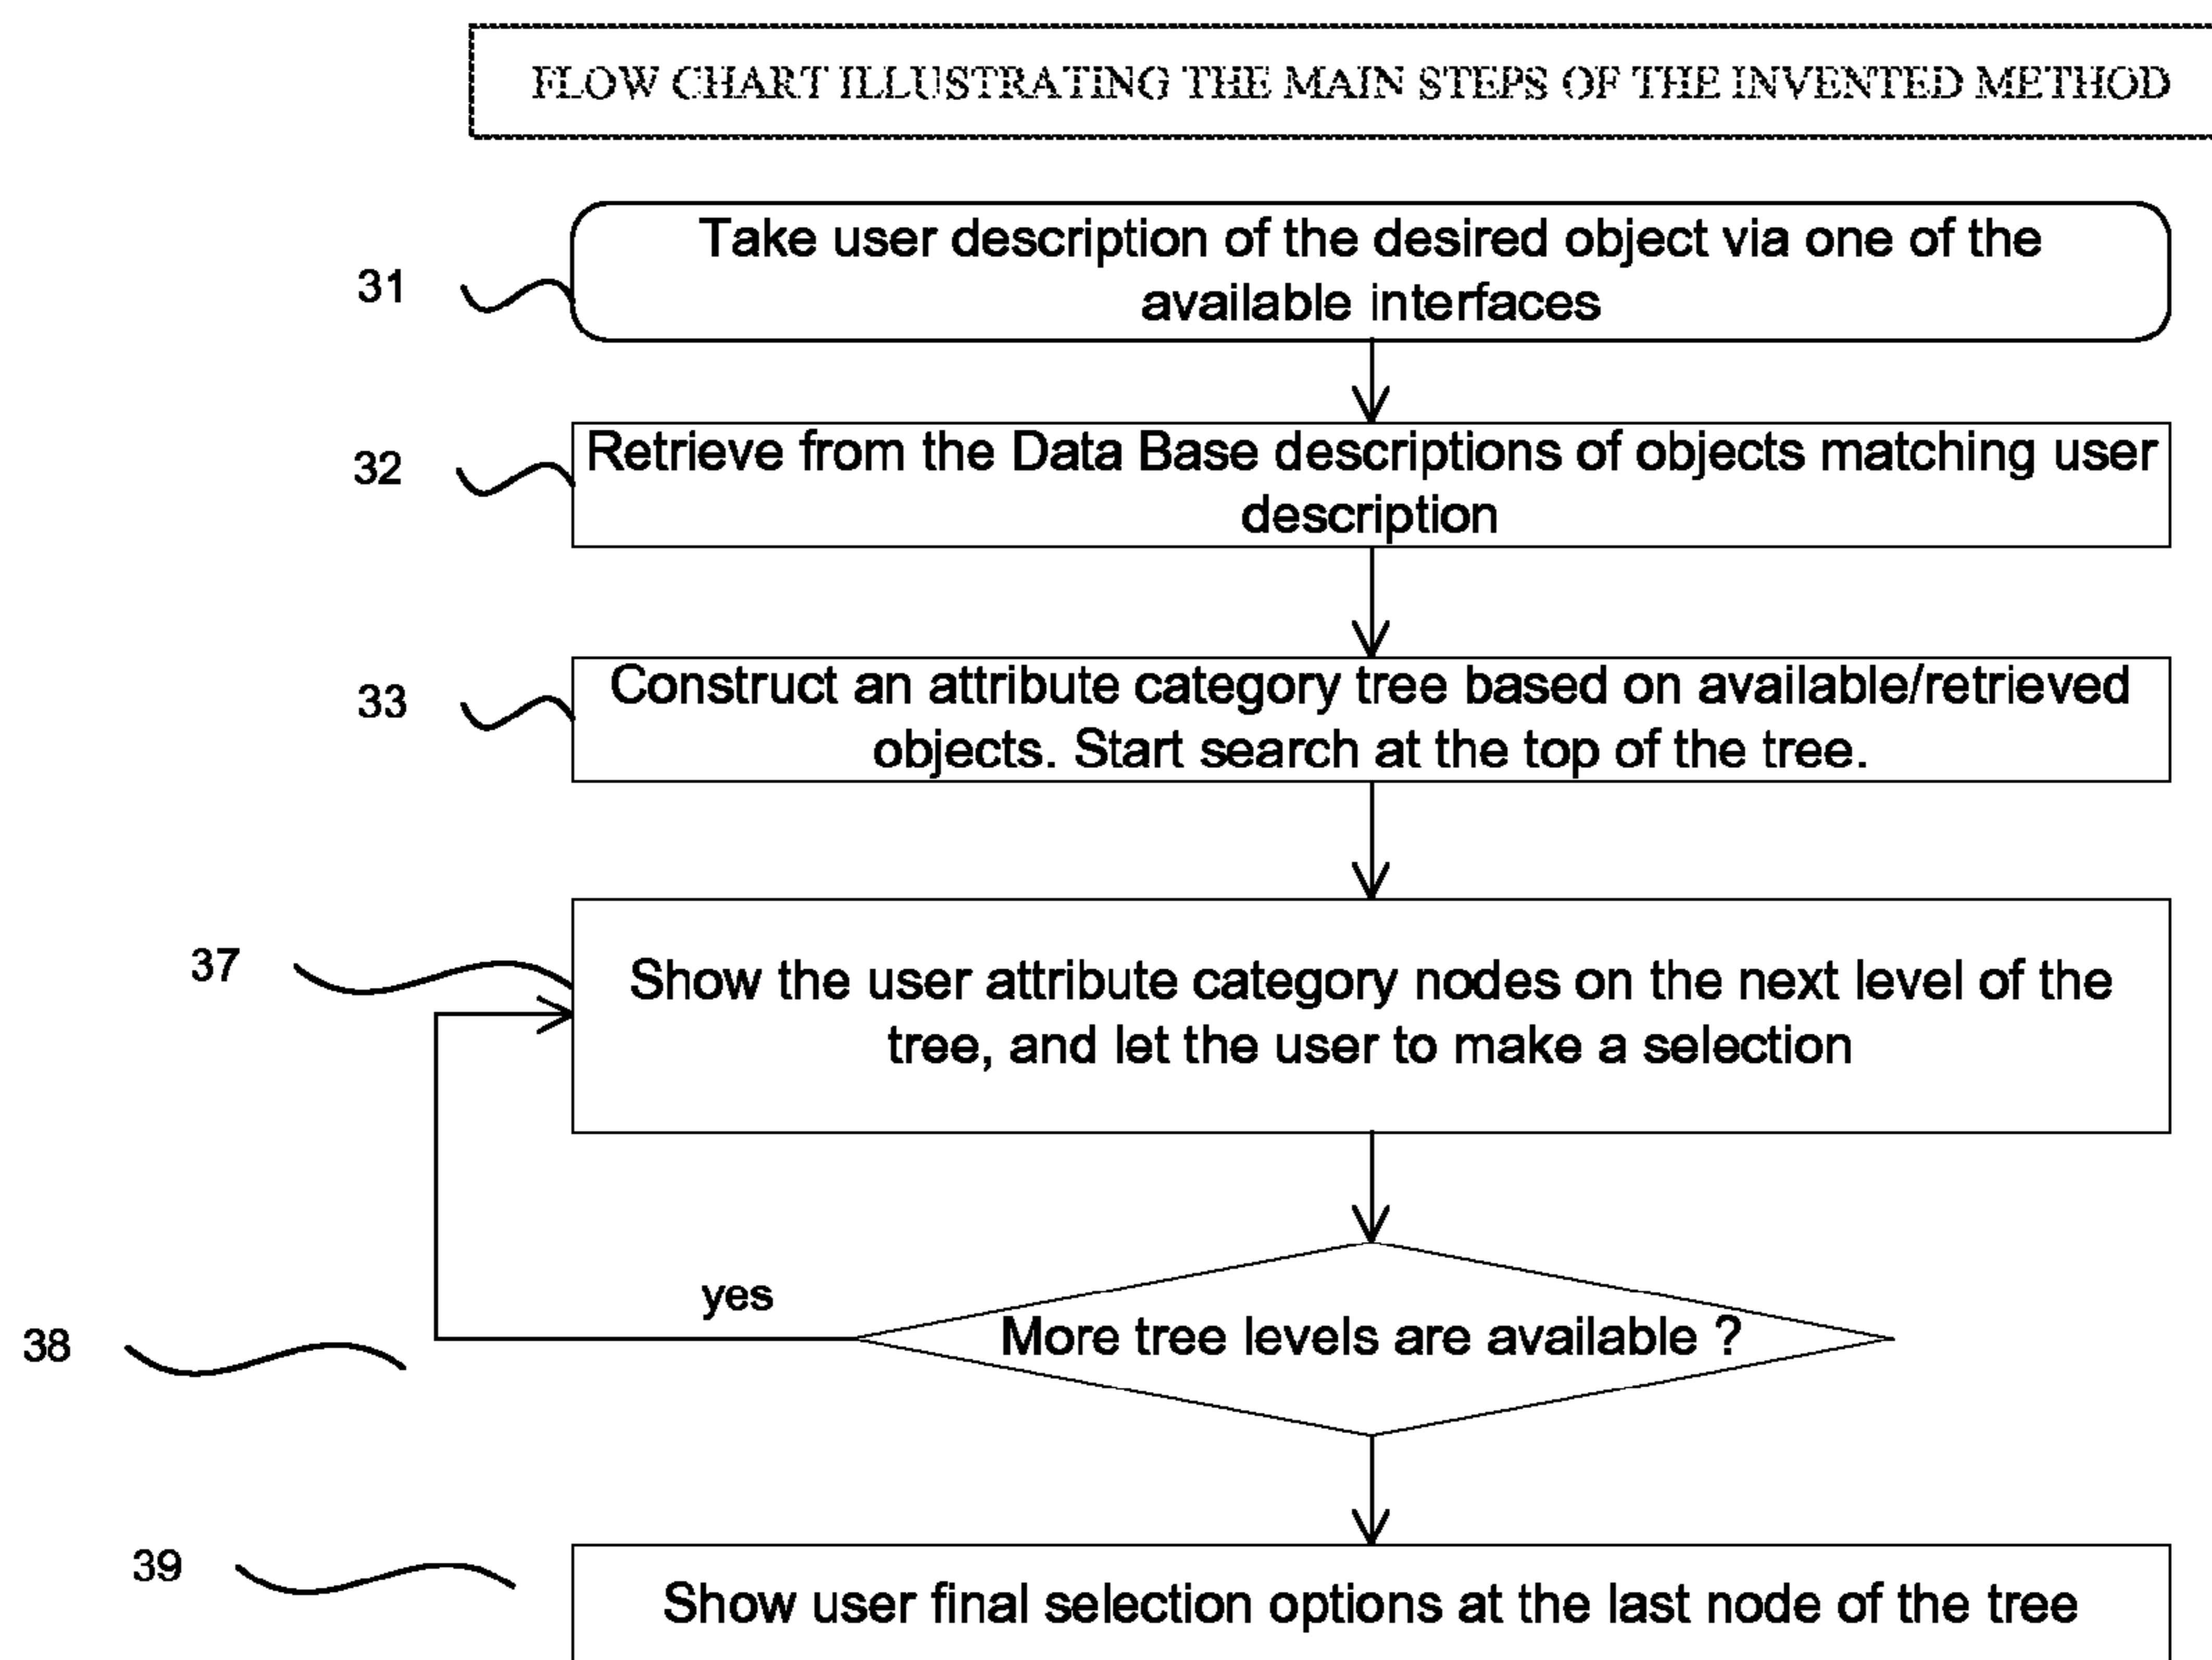 FLOW CHART ILLUSTRATING THE MAIN STEPS OF THE INVENTED METHOD
31
Take user description of the desired object via one of the
available interfaces
32
Retrieve from the Data Base descriptions of objects matching user
description
33
Construct an attribute category tree based on available/retrieved
objects. Start search at the top of the tree.
37
Show the user attribute category nodes on the next level of the
tree, and let the user to make a selection
yes
38
More tree levels are available ?
39
Show user final selection options at the last node of the tree